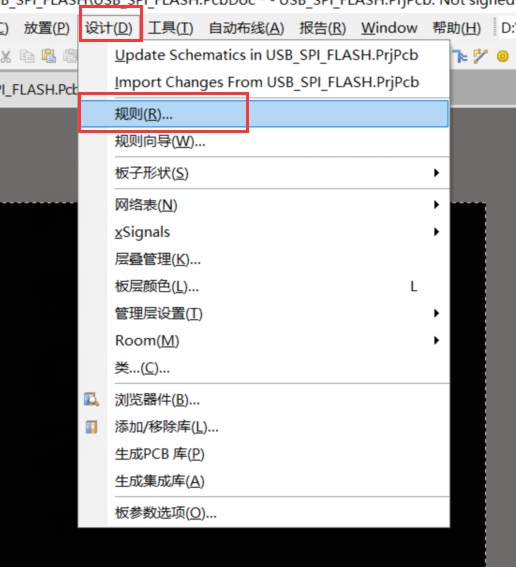 USB_SPI_FLASH.PcbDoc * - USB_SPI_FLASH.PrjPcb. Not signed
放置(P) 设计(D) 工具(T) 自动布线(A) 报告(R) Window 帮助(H) D:
PI_FLASH.Pcb
Update Schematics in USB_SPI_FLASH.PrjPcb
Import Changes From USB_SPI_FLASH.PrjPcb
规则(R)...
规则向导(W)...
板子形状(S)
网络表(N)
xSignals
层叠管理(K)...
板层颜色(L)... L
管理层设置(T)
Room(M)
类...(C)...
浏览器件(B)...
添加/移除库(L)...
生成PCB 库(P)
生成集成库(A)
板参数选项(O)...